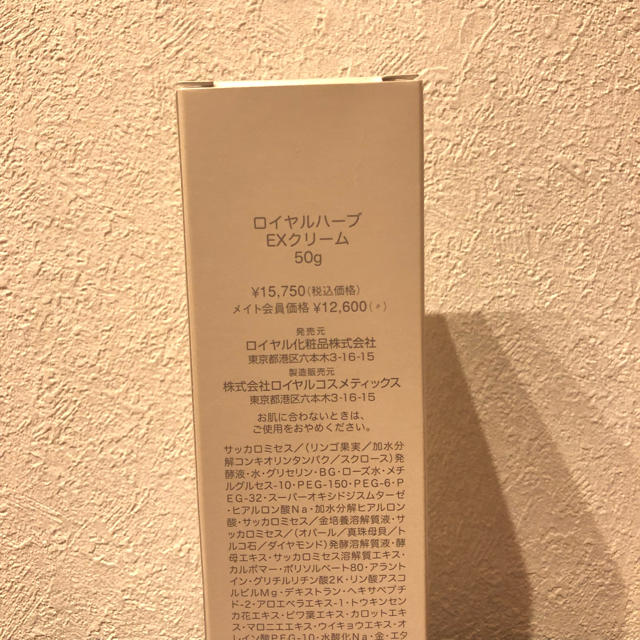 ロイヤルハーブ
EXクリーム
50g
¥15,750(税込価格)
メイト会員価格 ¥12,600(〃)
発売元
ロイヤル化粧品株式会社
東京都港区六本木3-16-15
製造販売元
株式会社ロイヤルコスメティックス
東京都港区六本木3-16-15
お肌に合わないときは、
ご使用をおやめください。
サッカロミセス／(リンゴ果実／加水分
解コンキオリンタンパク／スクロース)発
酵液・水・グリセリン・BG・ローズ水・メチ
ルグルセス-10・PEG-150・PEG-6・P
EG-32・スーパーオキシドジスムターゼ
・ヒアルロン酸Na・加水分解ヒアルロン
酸・サッカロミセス／金培養溶解質液・サ
ッカロミセス／(オパール／真珠母貝／ト
ルコ石／ダイヤモンド)発酵溶解質液・酵
母エキス・サッカロミセス溶解質エキス・
カルボマー・ポリソルベート80・アラント
イン・グリチルリチン酸2K・リン酸アスコ
ルビルMg・デキストラン・ヘキサペプチ
ド-2・アロエベラエキス-1・トウキンセン
カ花エキス・ビワ葉エキス・カロットエキ
ス・マロニエエキス・ウイキョウエキス・オ
レイン酸PEG-10・水酸化Na・金・エタ